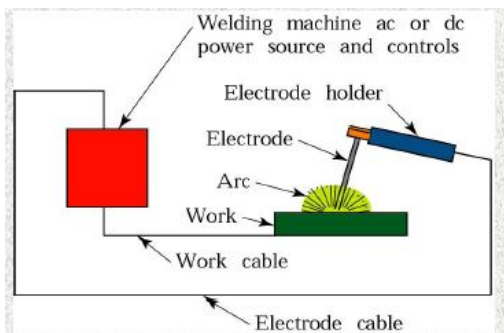 Welding machine ac or dc
power source and controls
Electrode holder
Electrode
Arc
Work
Work cable
Electrode cable